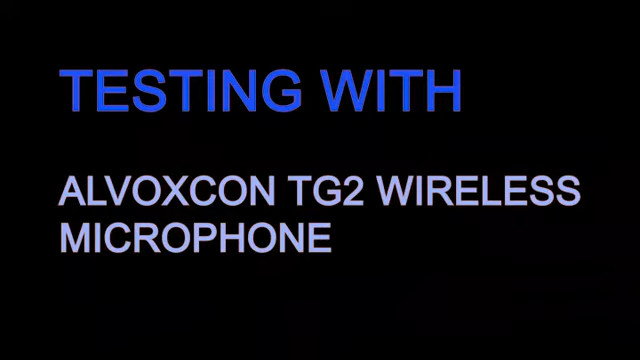 TESTING WITH
ALVOXCON TG2 WIRELESS
MICROPHONE